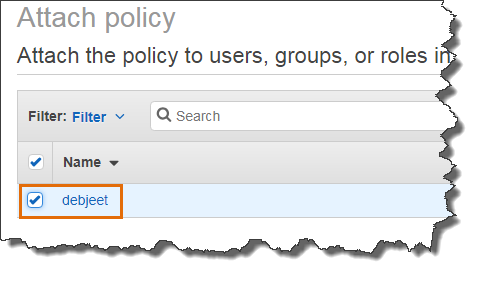 Attach policy
Attach the policy to users, groups, or roles in
Filter: Filter Search
Name
debjeet